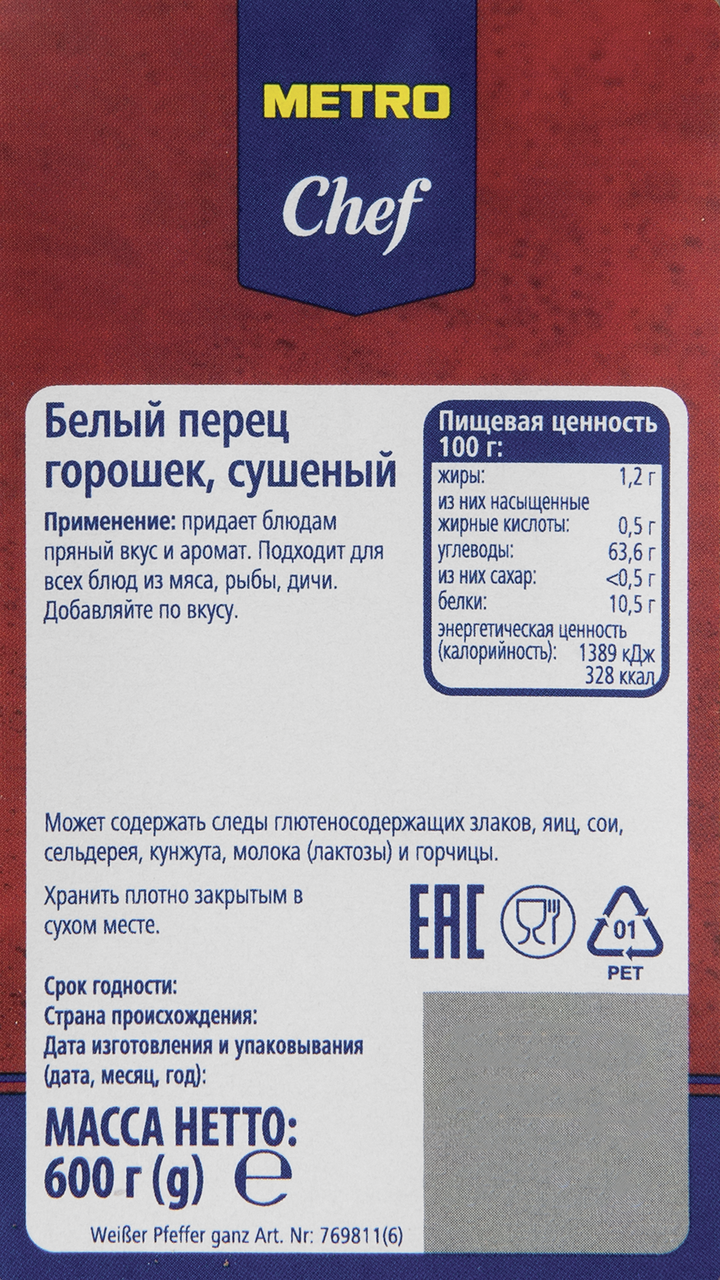 METRO
Chef
Белый перец
горошек, сушеный
Применение: придает блюдам
пряный вкус и аромат. Подходит для
всех блюд из мяса, рыбы, дичи.
Добавляйте по вкусу.
Пищевая ценность
100 г:
жиры: 1,2 г
из них насыщенные
жирные кислоты: 0,5 г
углеводы: 63,6 г
из них сахар: <0,5 г
белки: 10,5 г
энергетическая ценность
(калорийность): 1389 кДж
328 ккал
Может содержать следы глютеносодержащих злаков, яиц, сои,
сельдерея, кунжута, молока (лактозы) и горчицы.
Хранить плотно закрытым в
сухом месте.
EAC
01
PET
Срок годности:
Страна происхождения:
Дата изготовления и упаковывания
(дата, месяц, год):
МАССА НЕТТО:
600 г (g) ℮
Weißer Pfeffer ganz Art. Nr: 769811(6)